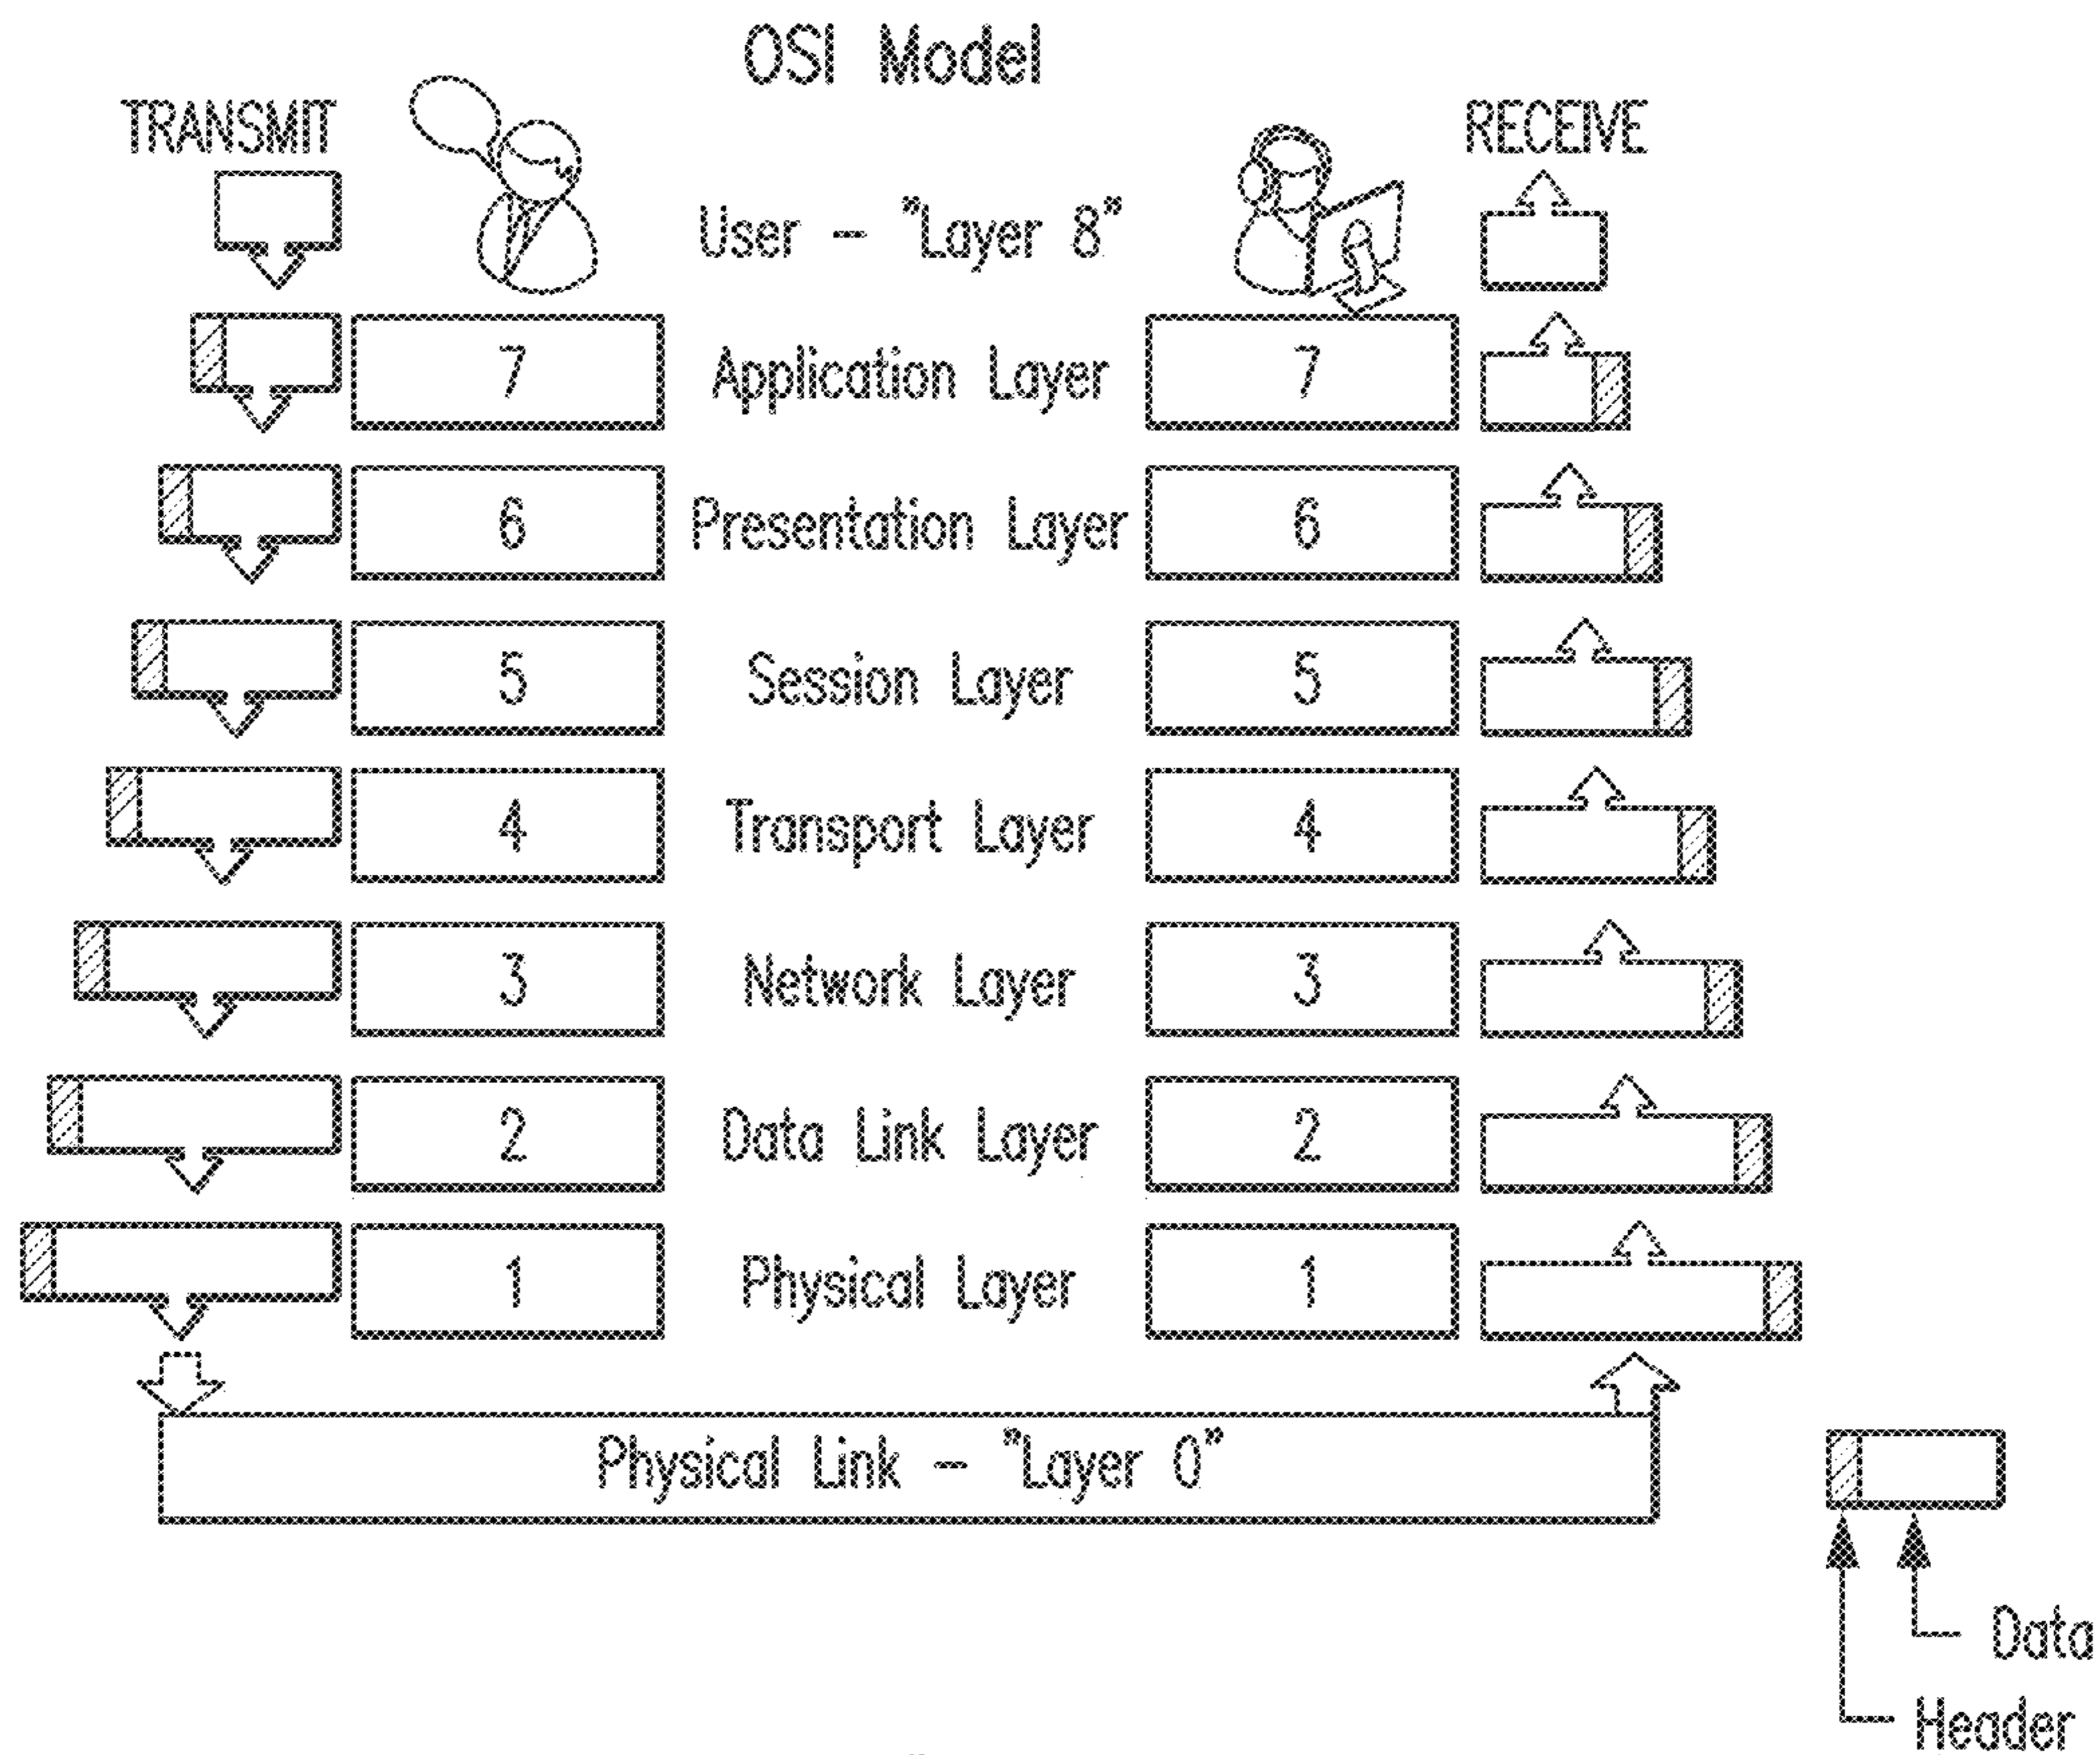 OSI Model
TRANSMIT
RECEIVE
User – "Layer 8"
7 Application Layer 7
6 Presentation Layer 6
5 Session Layer 5
4 Transport Layer 4
3 Network Layer 3
2 Data Link Layer 2
1 Physical Layer 1
Physical Link – "Layer 0"
Data
Header